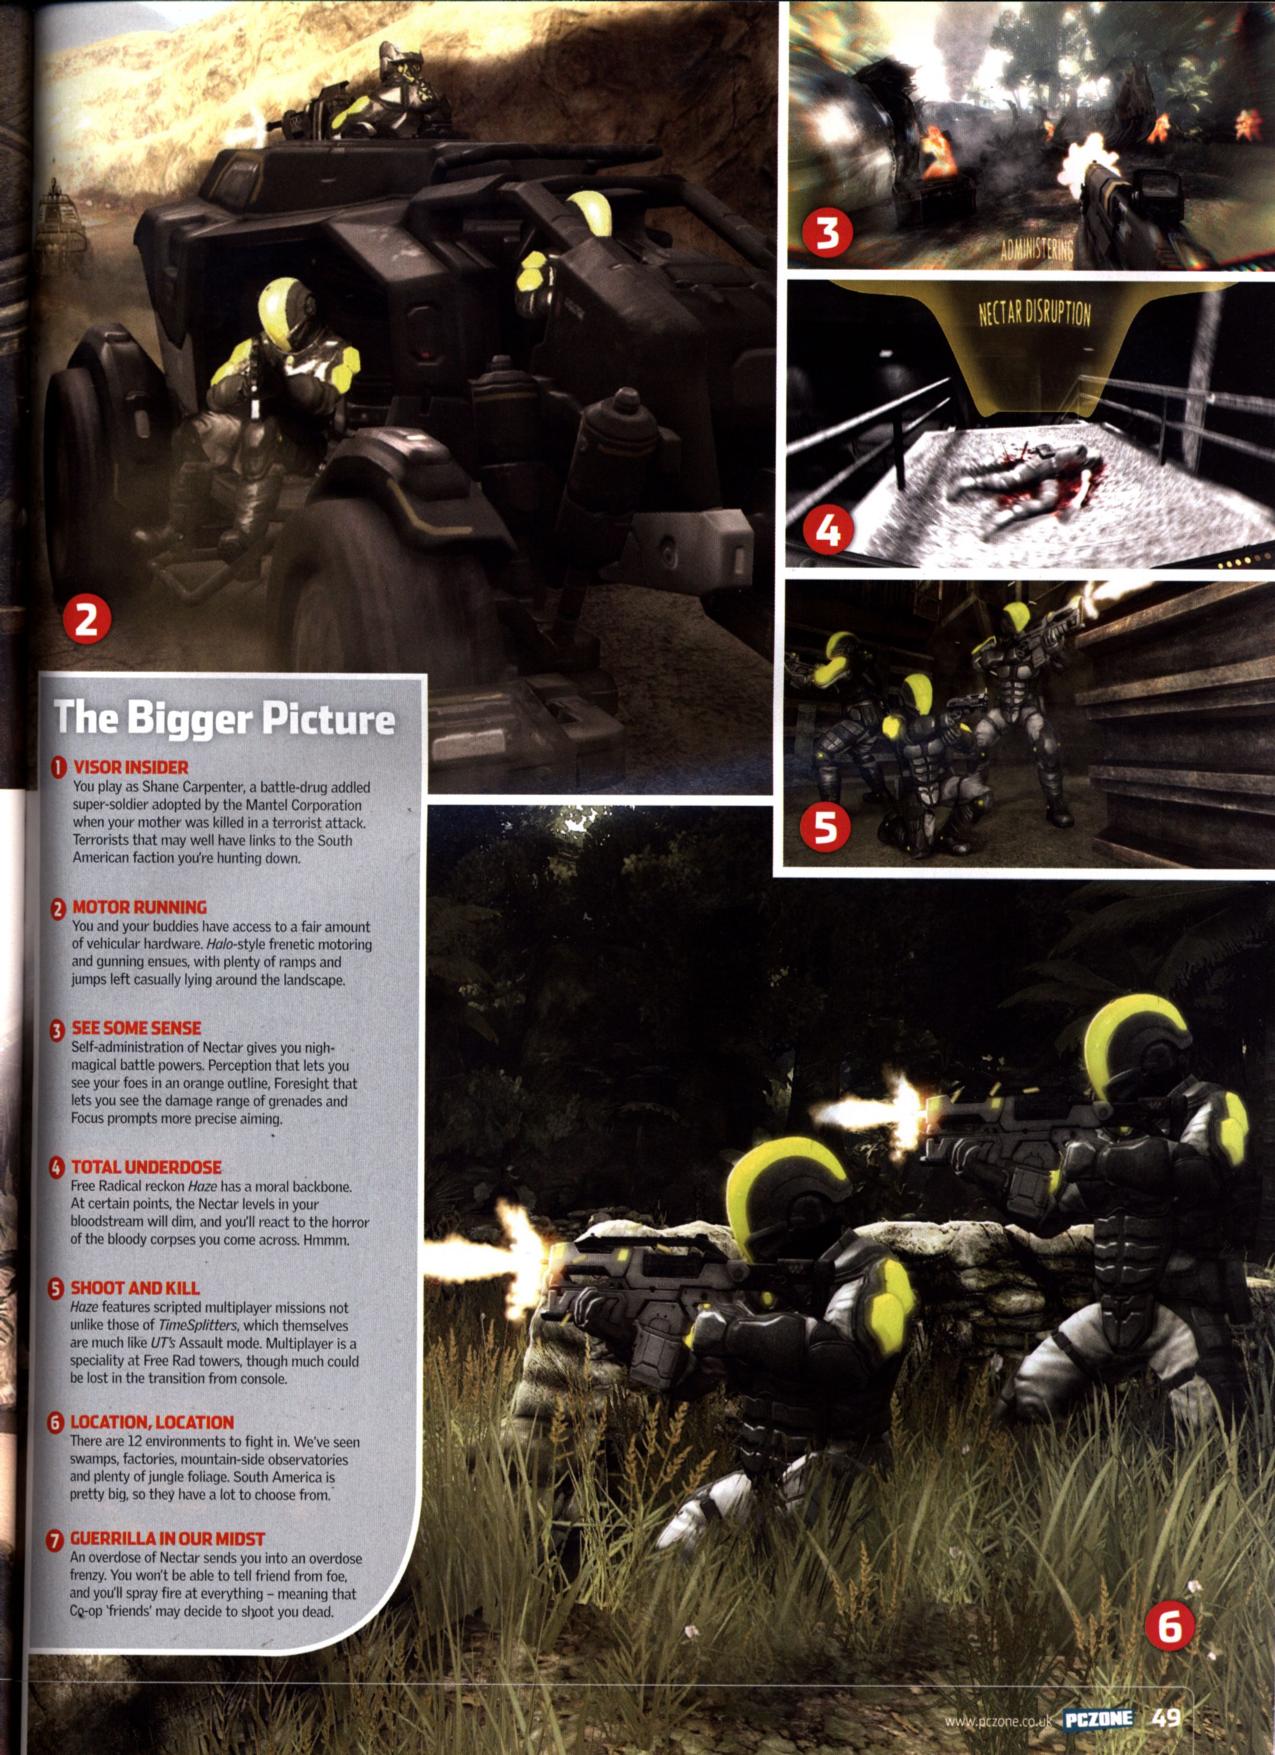 3
ADMINISTERING
NECTAR DISRUPTION
4
2
5
The Bigger Picture
1 VISOR INSIDER
You play as Shane Carpenter, a battle-drug addled
super-soldier adopted by the Mantel Corporation
when your mother was killed in a terrorist attack.
Terrorists that may well have links to the South
American faction you're hunting down.
2 MOTOR RUNNING
You and your buddies have access to a fair amount
of vehicular hardware. Halo-style frenetic motoring
and gunning ensues, with plenty of ramps and
jumps left casually lying around the landscape.
3 SEE SOME SENSE
Self-administration of Nectar gives you nigh-
magical battle powers. Perception that lets you
see your foes in an orange outline, Foresight that
lets you see the damage range of grenades and
Focus prompts more precise aiming.
4 TOTAL UNDERDOSE
Free Radical reckon Haze has a moral backbone.
At certain points, the Nectar levels in your
bloodstream will dim, and you'll react to the horror
of the bloody corpses you come across. Hmmm.
5 SHOOT AND KILL
Haze features scripted multiplayer missions not
unlike those of TimeSplitters, which themselves
are much like UT's Assault mode. Multiplayer is a
speciality at Free Rad towers, though much could
be lost in the transition from console.
6 LOCATION, LOCATION
There are 12 environments to fight in. We've seen
swamps, factories, mountain-side observatories
and plenty of jungle foliage. South America is
pretty big, so they have a lot to choose from.
7 GUERRILLA IN OUR MIDST
An overdose of Nectar sends you into an overdose
frenzy. You won't be able to tell friend from foe,
and you'll spray fire at everything – meaning that
Co-op 'friends' may decide to shoot you dead.
6
www.pczone.co.uk PCZONE 49